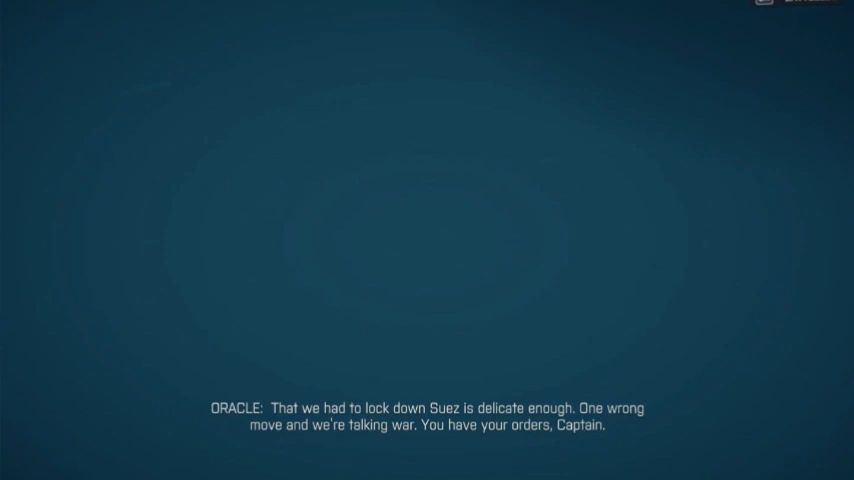 ORACLE: That we had to lock down Suez is delicate enough. One wrong
move and we're talking war. You have your orders, Captain.